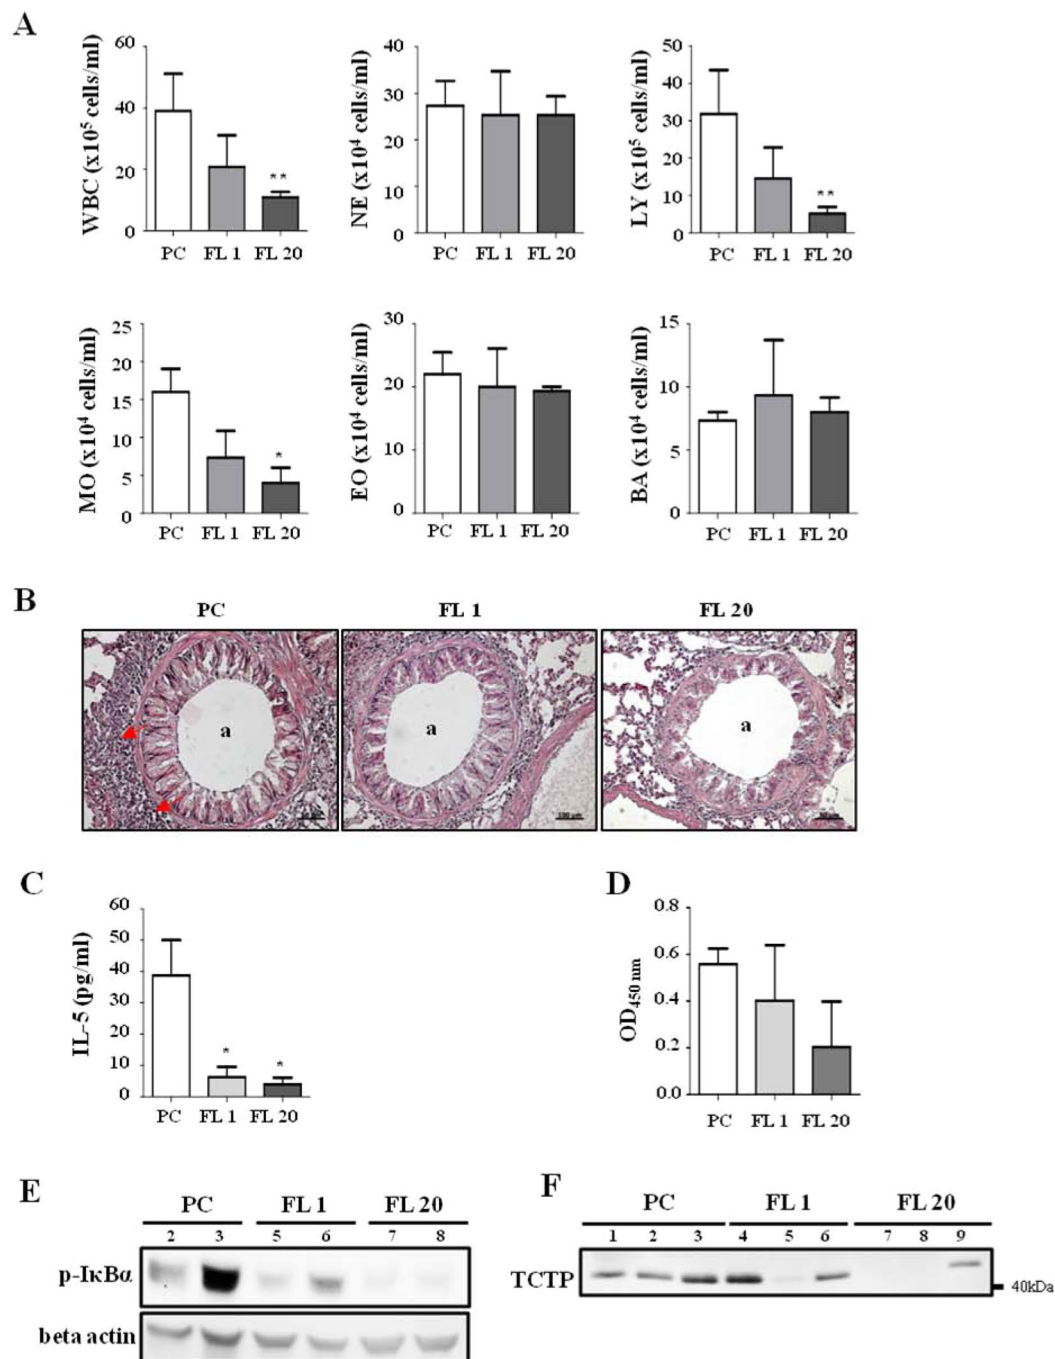 A
WBC (x10⁵ cells/ml)
60
40
20
0
**
PC FL 1 FL 20
NE (x10⁴ cells/ml)
40
30
20
10
0
PC FL 1 FL 20
LY (x10⁵ cells/ml)
50
40
30
20
10
0
**
PC FL 1 FL 20
MO (x10⁴ cells/ml)
25
20
15
10
5
0
*
PC FL 1 FL 20
EO (x10⁴ cells/ml)
30
20
10
0
PC FL 1 FL 20
BA (x10⁴ cells/ml)
15
10
5
0
PC FL 1 FL 20
B
PC FL 1 FL 20
a a a
C
IL-5 (pg/ml)
60
50
40
30
20
10
0
* *
PC FL 1 FL 20
D
OD450 nm
0.8
0.6
0.4
0.2
0.0
PC FL 1 FL 20
E
PC FL 1 FL 20
2 3 5 6 7 8
p-IκBα
beta actin
F
PC FL 1 FL 20
1 2 3 4 5 6 7 8 9
TCTP
40kDa